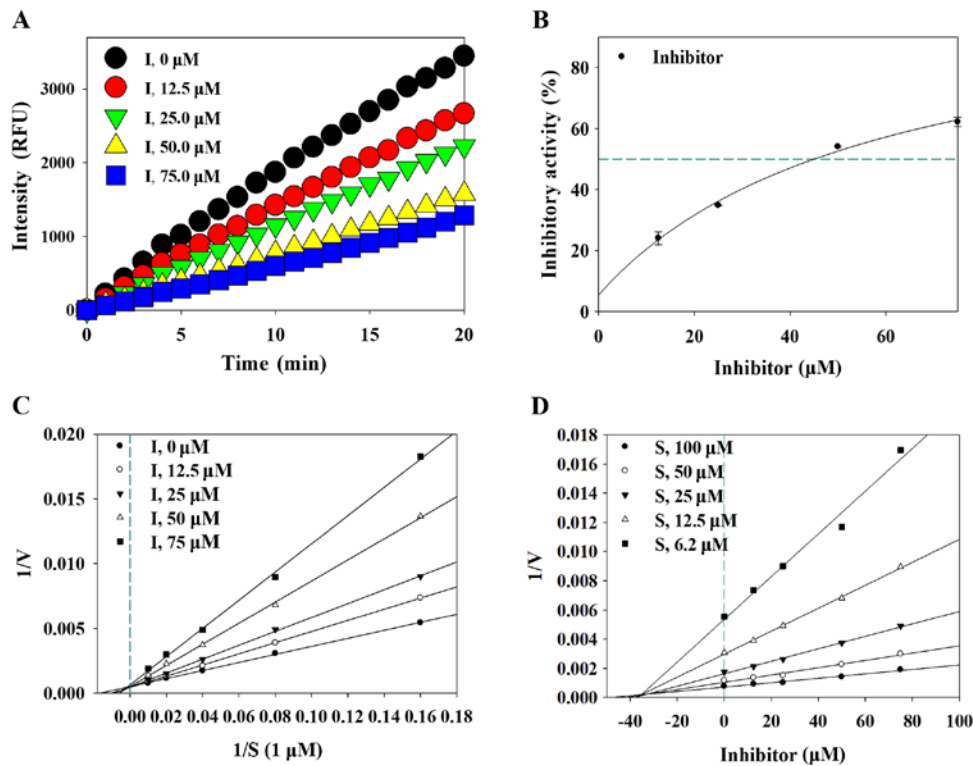 A
I, 0 µM
I, 12.5 µM
I, 25.0 µM
I, 50.0 µM
I, 75.0 µM
Intensity (RFU)
3000
2000
1000
0
0 5 10 15 20
Time (min)
B
Inhibitor
Inhibitory activity (%)
80
60
40
20
0
0 20 40 60
Inhibitor (µM)
C
I, 0 µM
I, 12.5 µM
I, 25 µM
I, 50 µM
I, 75 µM
1/V
0.020
0.015
0.010
0.005
0.000
0.00 0.02 0.04 0.06 0.08 0.10 0.12 0.14 0.16 0.18
1/S (1 µM)
D
S, 100 µM
S, 50 µM
S, 25 µM
S, 12.5 µM
S, 6.2 µM
1/V
0.018
0.016
0.014
0.012
0.010
0.008
0.006
0.004
0.002
0.000
-40 -20 0 20 40 60 80 100
Inhibitor (µM)